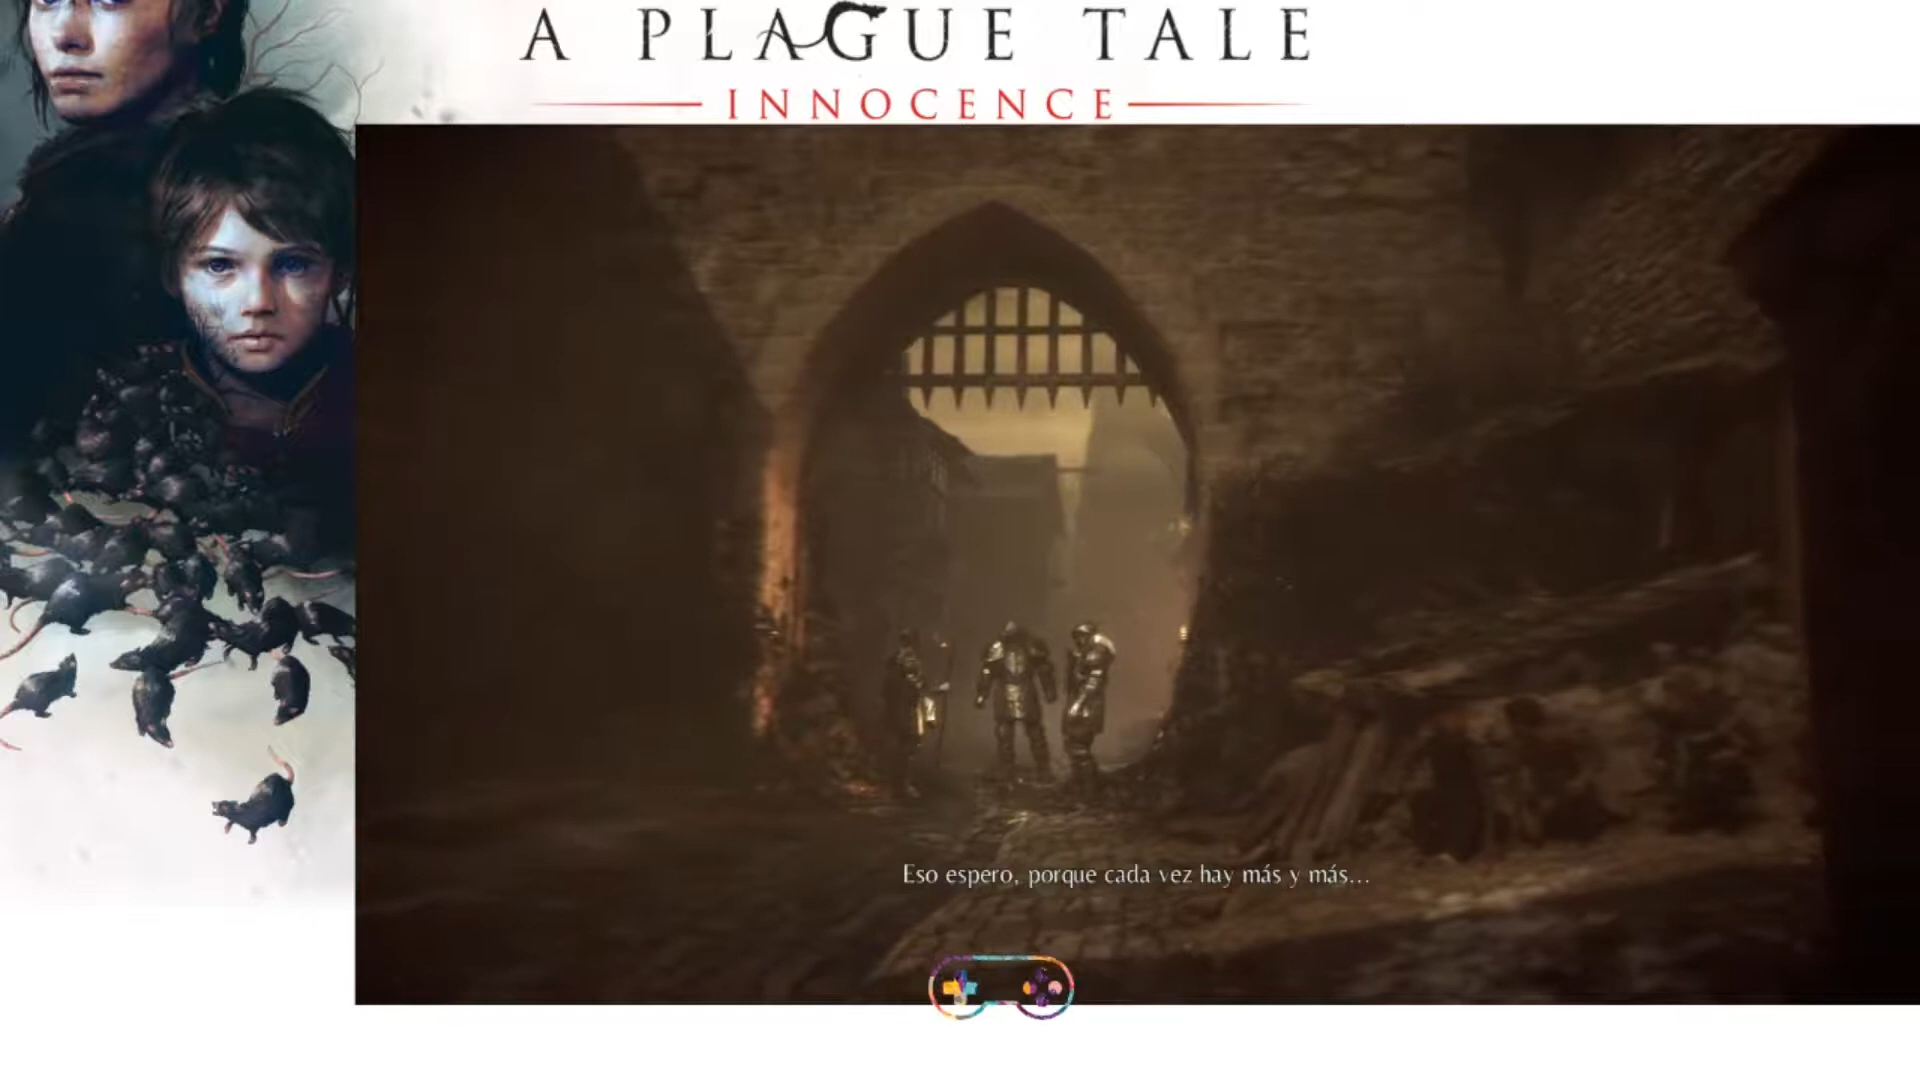 A PLAGUE TALE
INNOCENCE
Eso espero, porque cada vez hay más y más...